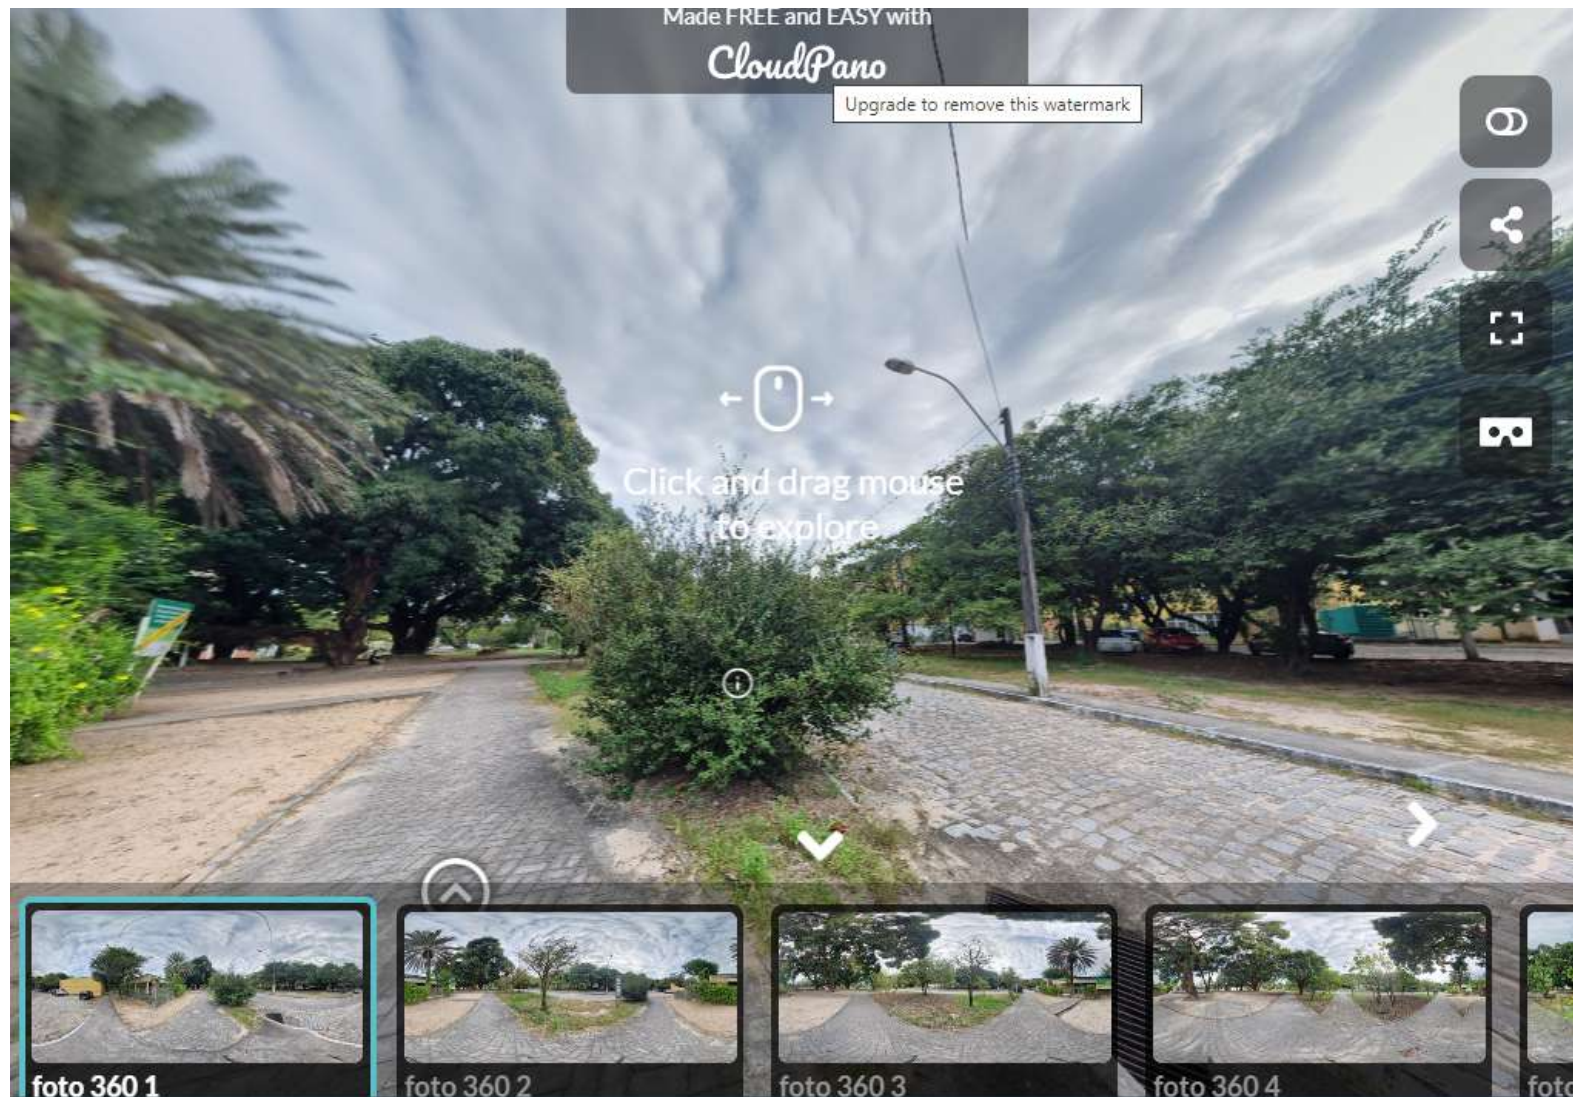 Made FREE and EASY with
CloudPano
Upgrade to remove this watermark
Click and drag mouse
to explore
foto 360 1
foto 360 2
foto 360 3
foto 360 4